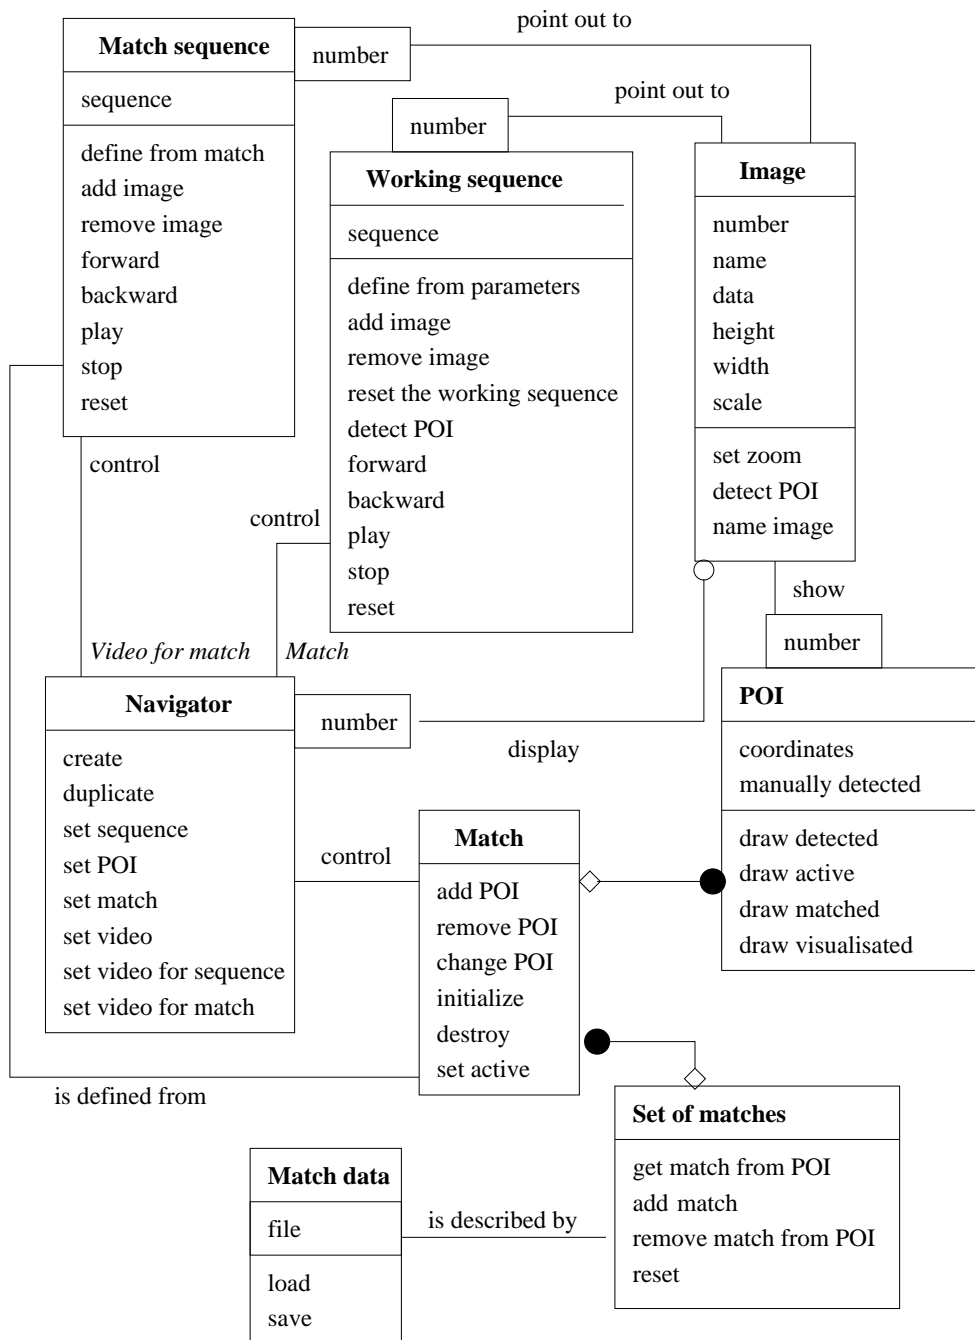 point out to
Match sequence
number
sequence
define from match
add image
remove image
forward
backward
play
stop
reset
control
point out to
number
Working sequence
sequence
define from parameters
add image
remove image
reset the working sequence
detect POI
forward
backward
play
stop
reset
control
Image
number
name
data
height
width
scale
set zoom
detect POI
name image
show
number
Video for match
Match
Navigator
number
create
duplicate
set sequence
set POI
set match
set video
set video for sequence
set video for match
display
POI
coordinates
manually detected
draw detected
draw active
draw matched
draw visualisated
control
Match
add POI
remove POI
change POI
initialize
destroy
set active
is defined from
Set of matches
get match from POI
add match
remove match from POI
reset
Match data
file
load
save
is described by